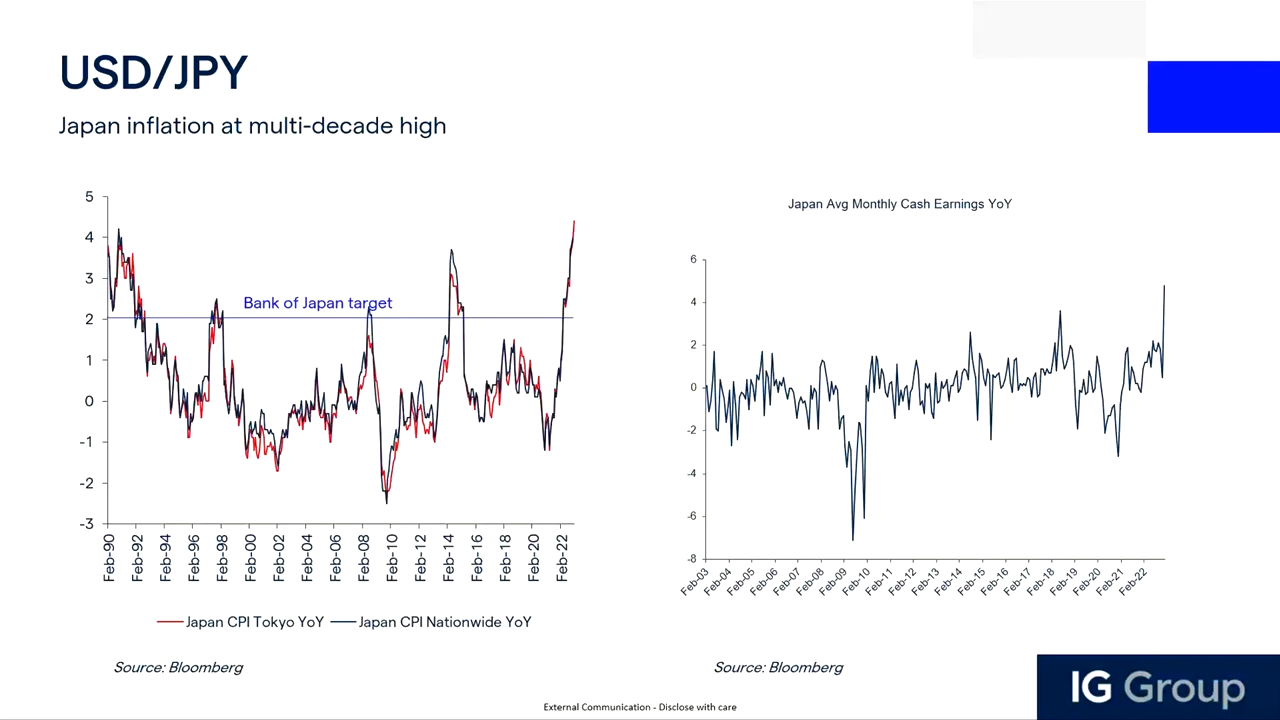 USD/JPY
Japan inflation at multi-decade high
5
4
3
2
1
0
-1
-2
-3
Bank of Japan target
Feb-90
Feb-92
Feb-94
Feb-96
Feb-98
Feb-00
Feb-02
Feb-04
Feb-06
Feb-08
Feb-10
Feb-12
Feb-14
Feb-16
Feb-18
Feb-20
Feb-22
Japan CPI Tokyo YoY
Japan CPI Nationwide YoY
Source: Bloomberg
Japan Avg Monthly Cash Earnings YoY
6
4
2
0
-2
-4
-6
-8
Feb-03
Feb-04
Feb-05
Feb-06
Feb-07
Feb-08
Feb-09
Feb-10
Feb-11
Feb-12
Feb-13
Feb-14
Feb-15
Feb-16
Feb-17
Feb-18
Feb-19
Feb-20
Feb-21
Feb-22
Source: Bloomberg
IG Group
External Communication - Disclose with care